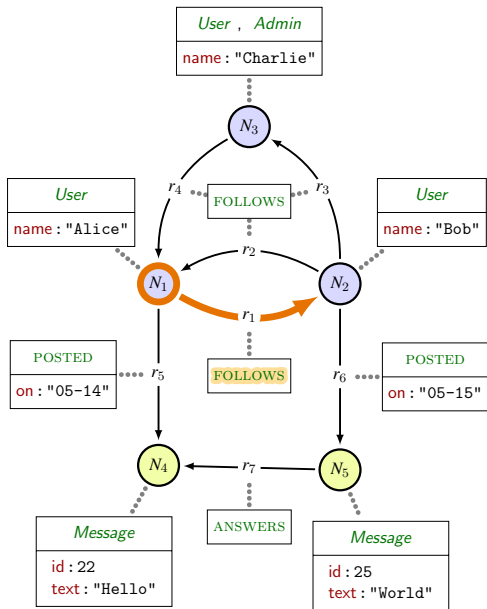 User , Admin
name : "Charlie"
N3
r4
r3
FOLLOWS
User
name : "Alice"
User
name : "Bob"
r2
N1
N2
r1
POSTED
on : "05-14"
r5
FOLLOWS
r6
POSTED
on : "05-15"
N4
r7
N5
ANSWERS
Message
id : 22
text : "Hello"
Message
id : 25
text : "World"